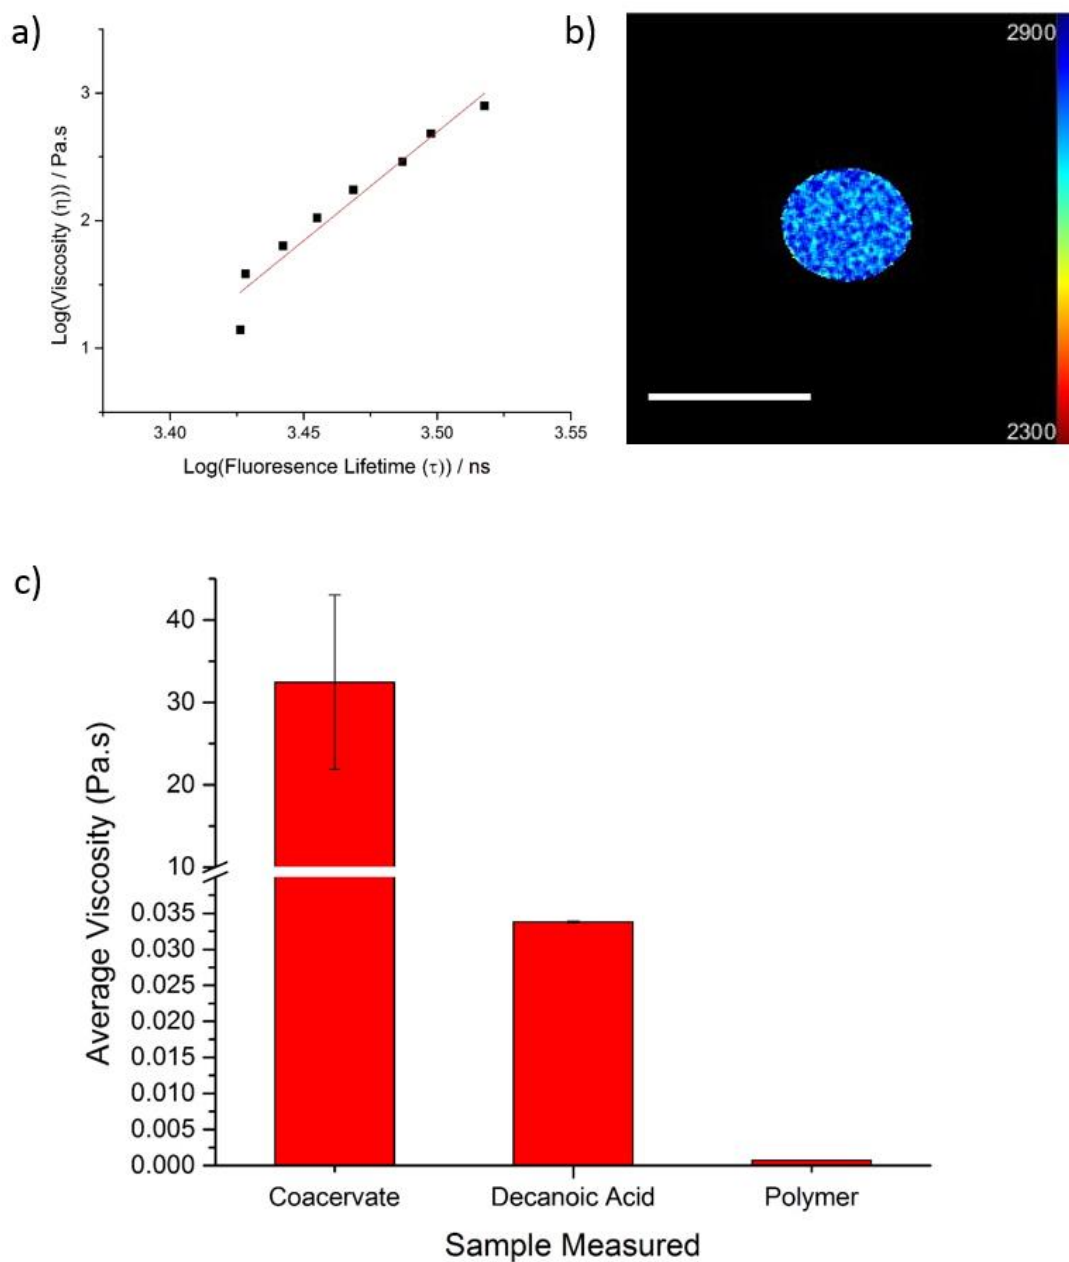 a)
Log(Viscosity (η)) / Pa.s
3
2
1
3.40 3.45 3.50 3.55
Log(Fluoresence Lifetime (τ)) / ns
b)
2900
2300
c)
Average Viscosity (Pa.s)
40
30
20
10
0.035
0.030
0.025
0.020
0.015
0.010
0.005
0.000
Coacervate Decanoic Acid Polymer
Sample Measured